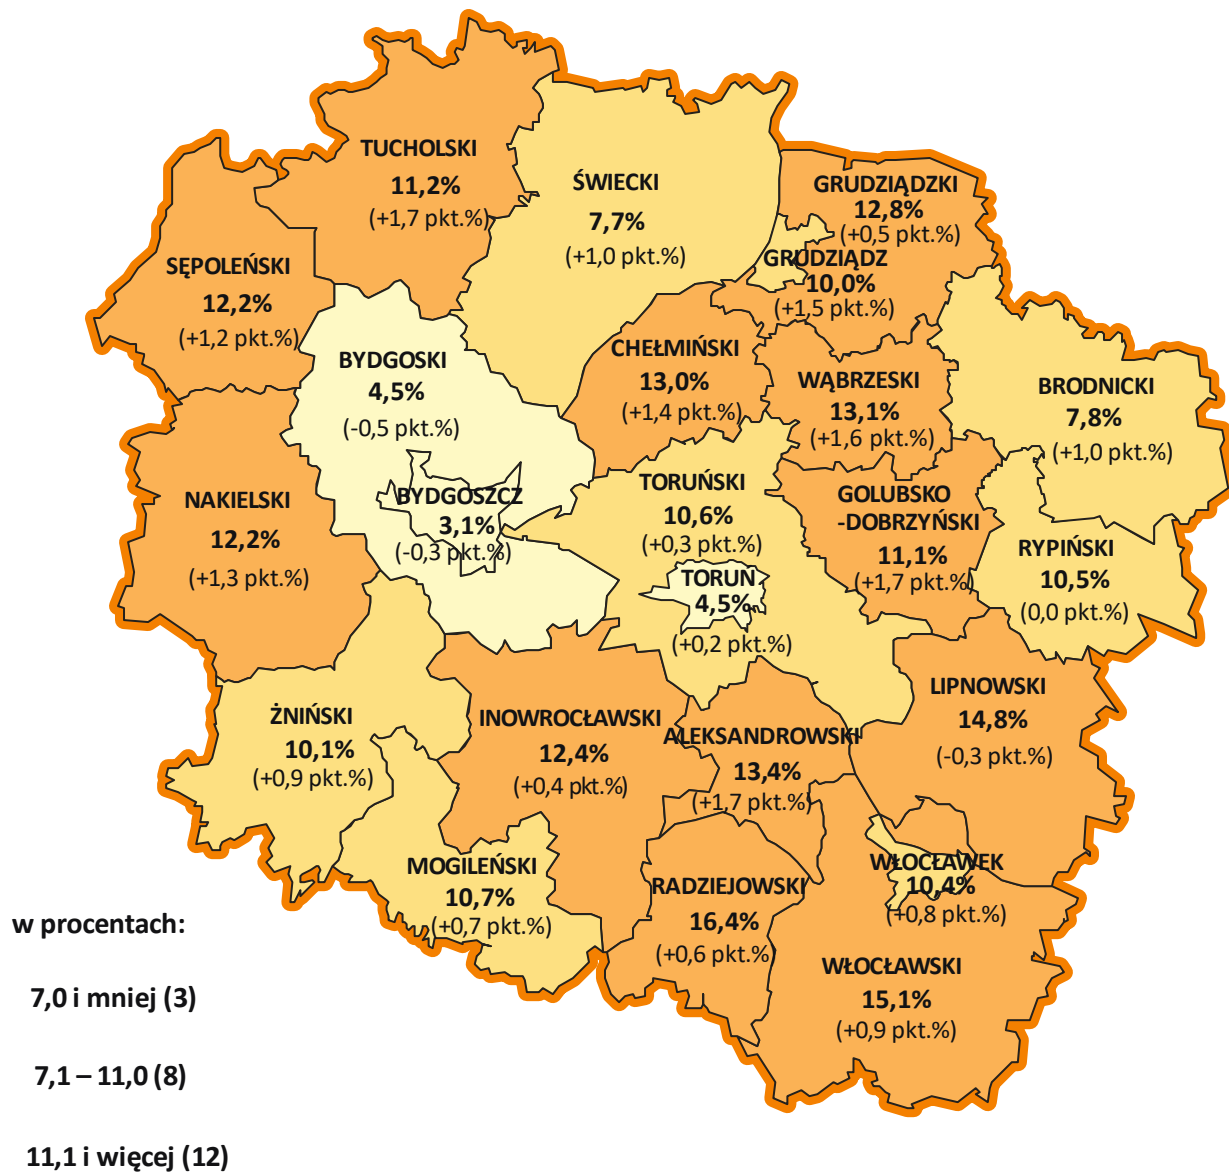 TUCHOLSKI
11,2%
(+1,7 pkt.%)
ŚWIECKI
7,7%
(+1,0 pkt.%)
GRUDZIĄDZKI
12,8%
(+0,5 pkt.%)
GRUDZIĄDZ
10,0%
(+1,5 pkt.%)
SĘPOLEŃSKI
12,2%
(+1,2 pkt.%)
BYDGOSKI
4,5%
(-0,5 pkt.%)
CHEŁMIŃSKI
13,0%
(+1,4 pkt.%)
WĄBRZESKI
13,1%
(+1,6 pkt.%)
BRODNICKI
7,8%
(+1,0 pkt.%)
NAKIELSKI
12,2%
(+1,3 pkt.%)
BYDGOSZCZ
3,1%
(-0,3 pkt.%)
TORUŃSKI
10,6%
(+0,3 pkt.%)
GOLUBSKO
-DOBRZYŃSKI
11,1%
(+1,7 pkt.%)
RYPIŃSKI
10,5%
(0,0 pkt.%)
TORUŃ
4,5%
(+0,2 pkt.%)
ŻNIŃSKI
10,1%
(+0,9 pkt.%)
INOWROCŁAWSKI
12,4%
(+0,4 pkt.%)
ALEKSANDROWSKI
13,4%
(+1,7 pkt.%)
LIPNOWSKI
14,8%
(-0,3 pkt.%)
MOGILEŃSKI
10,7%
(+0,7 pkt.%)
RADZIEJOWSKI
16,4%
(+0,6 pkt.%)
WŁOCŁAWEK
10,4%
(+0,8 pkt.%)
WŁOCŁAWSKI
15,1%
(+0,9 pkt.%)
w procentach:
7,0 i mniej (3)
7,1 – 11,0 (8)
11,1 i więcej (12)